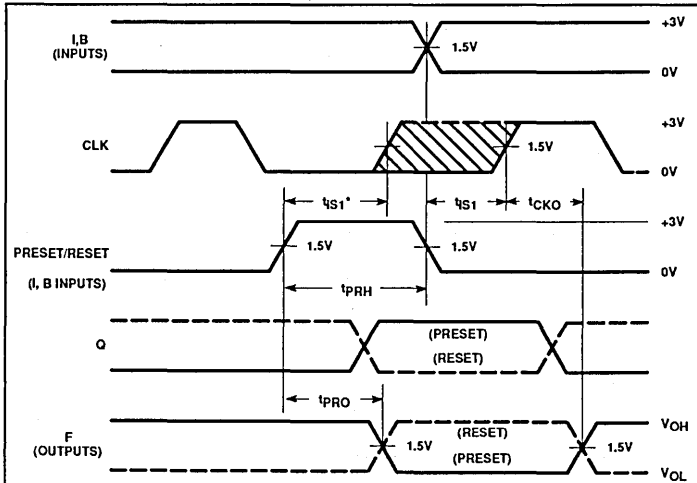 I,B
(INPUTS)
+3V
1.5V
0V
CLK
+3V
1.5V
0V
tIS1*
tIS1
tCKO
PRESET/RESET
(I, B INPUTS)
+3V
1.5V
1.5V
0V
tPRH
Q
(PRESET)
(RESET)
tPRO
F
(OUTPUTS)
VOH
(RESET)
1.5V
1.5V
(PRESET)
VOL